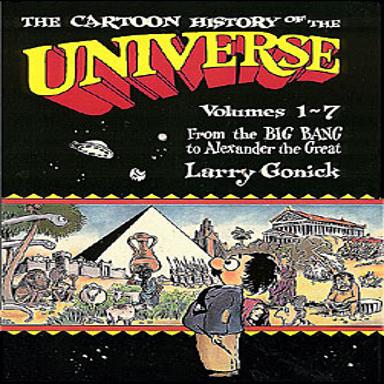 THE CARTOON HISTORY OF THE
UNIVERSE
Volumes 1~7
From the BIG BANG
to Alexander the Great
Larry Gonick